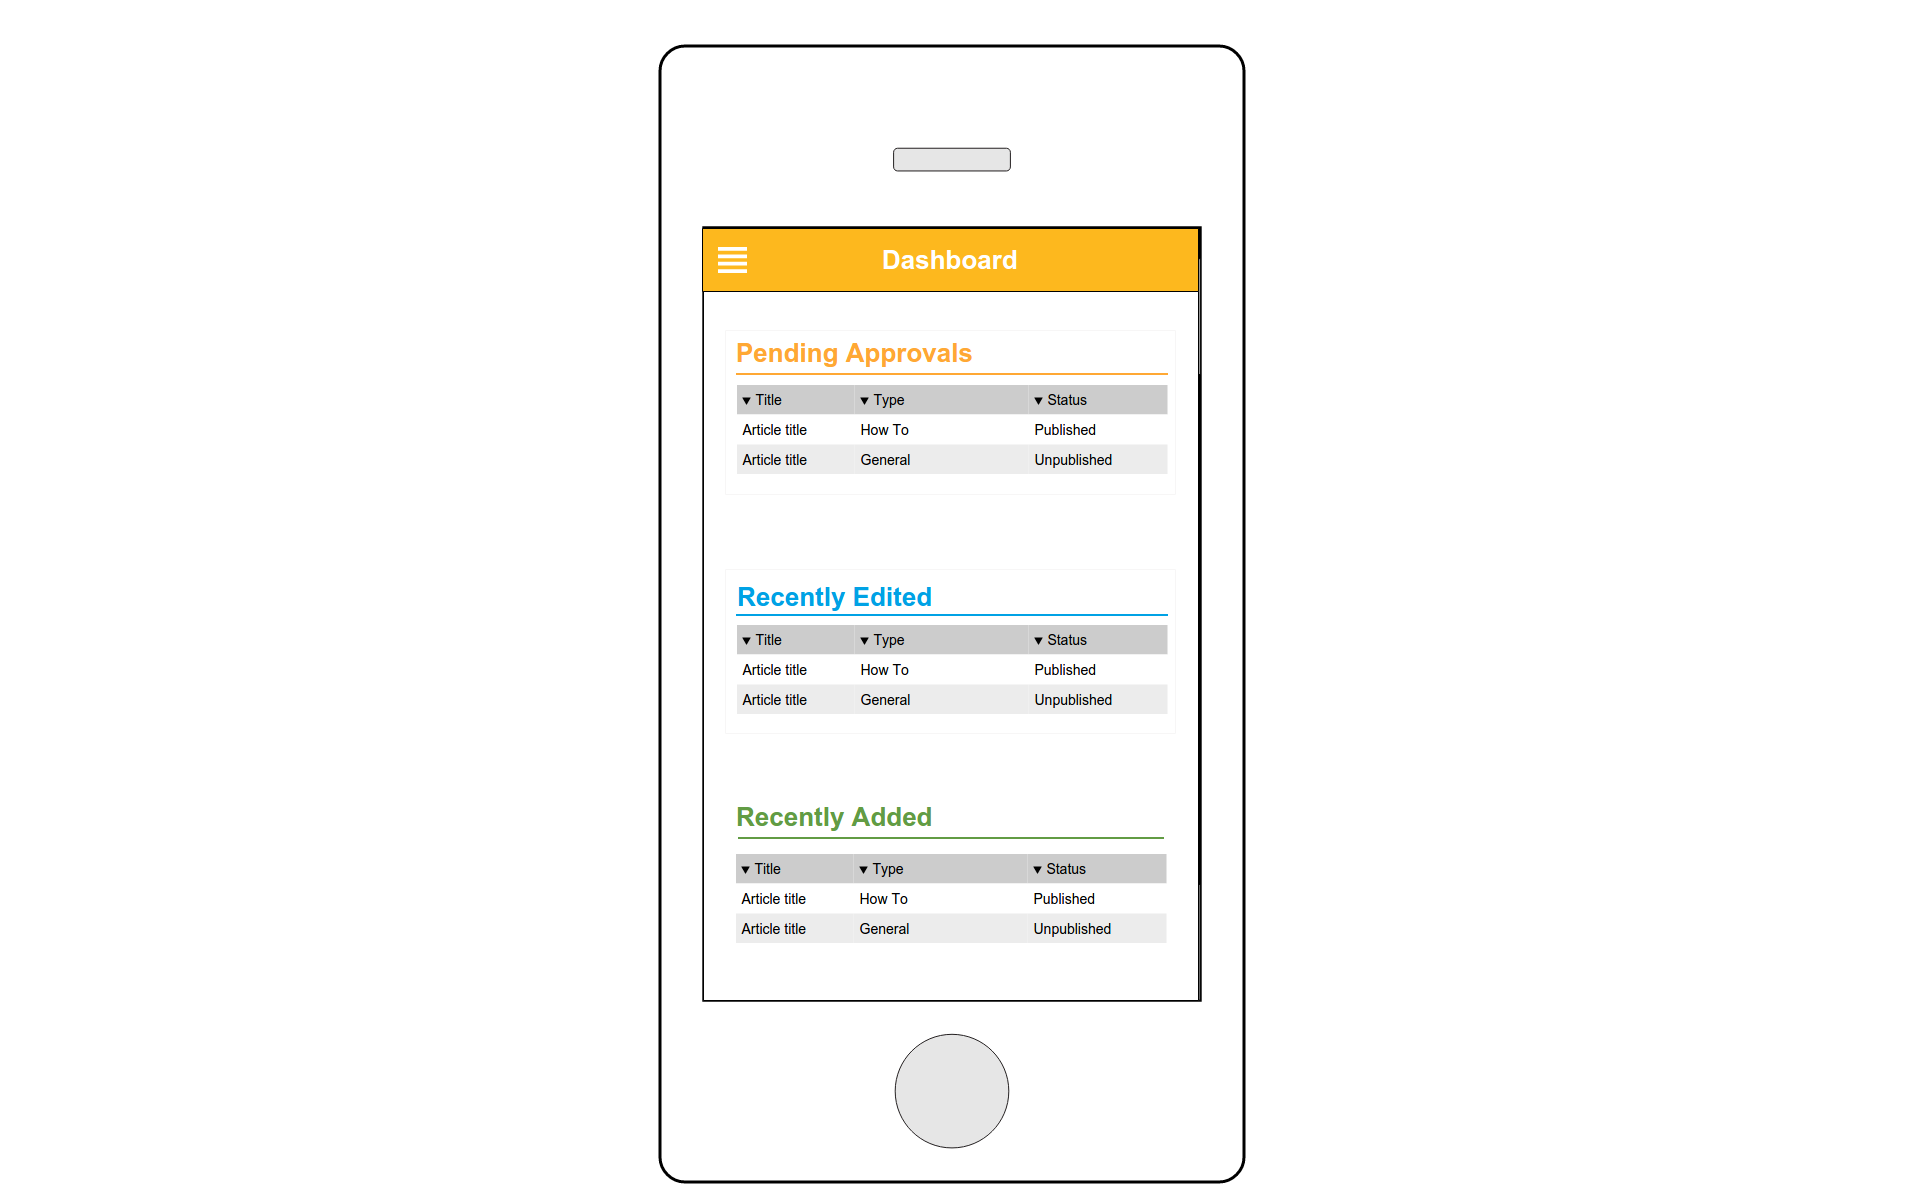 Dashboard
Pending Approvals
▼ Title ▼ Type ▼ Status
Article title How To Published
Article title General Unpublished
Recently Edited
▼ Title ▼ Type ▼ Status
Article title How To Published
Article title General Unpublished
Recently Added
▼ Title ▼ Type ▼ Status
Article title How To Published
Article title General Unpublished